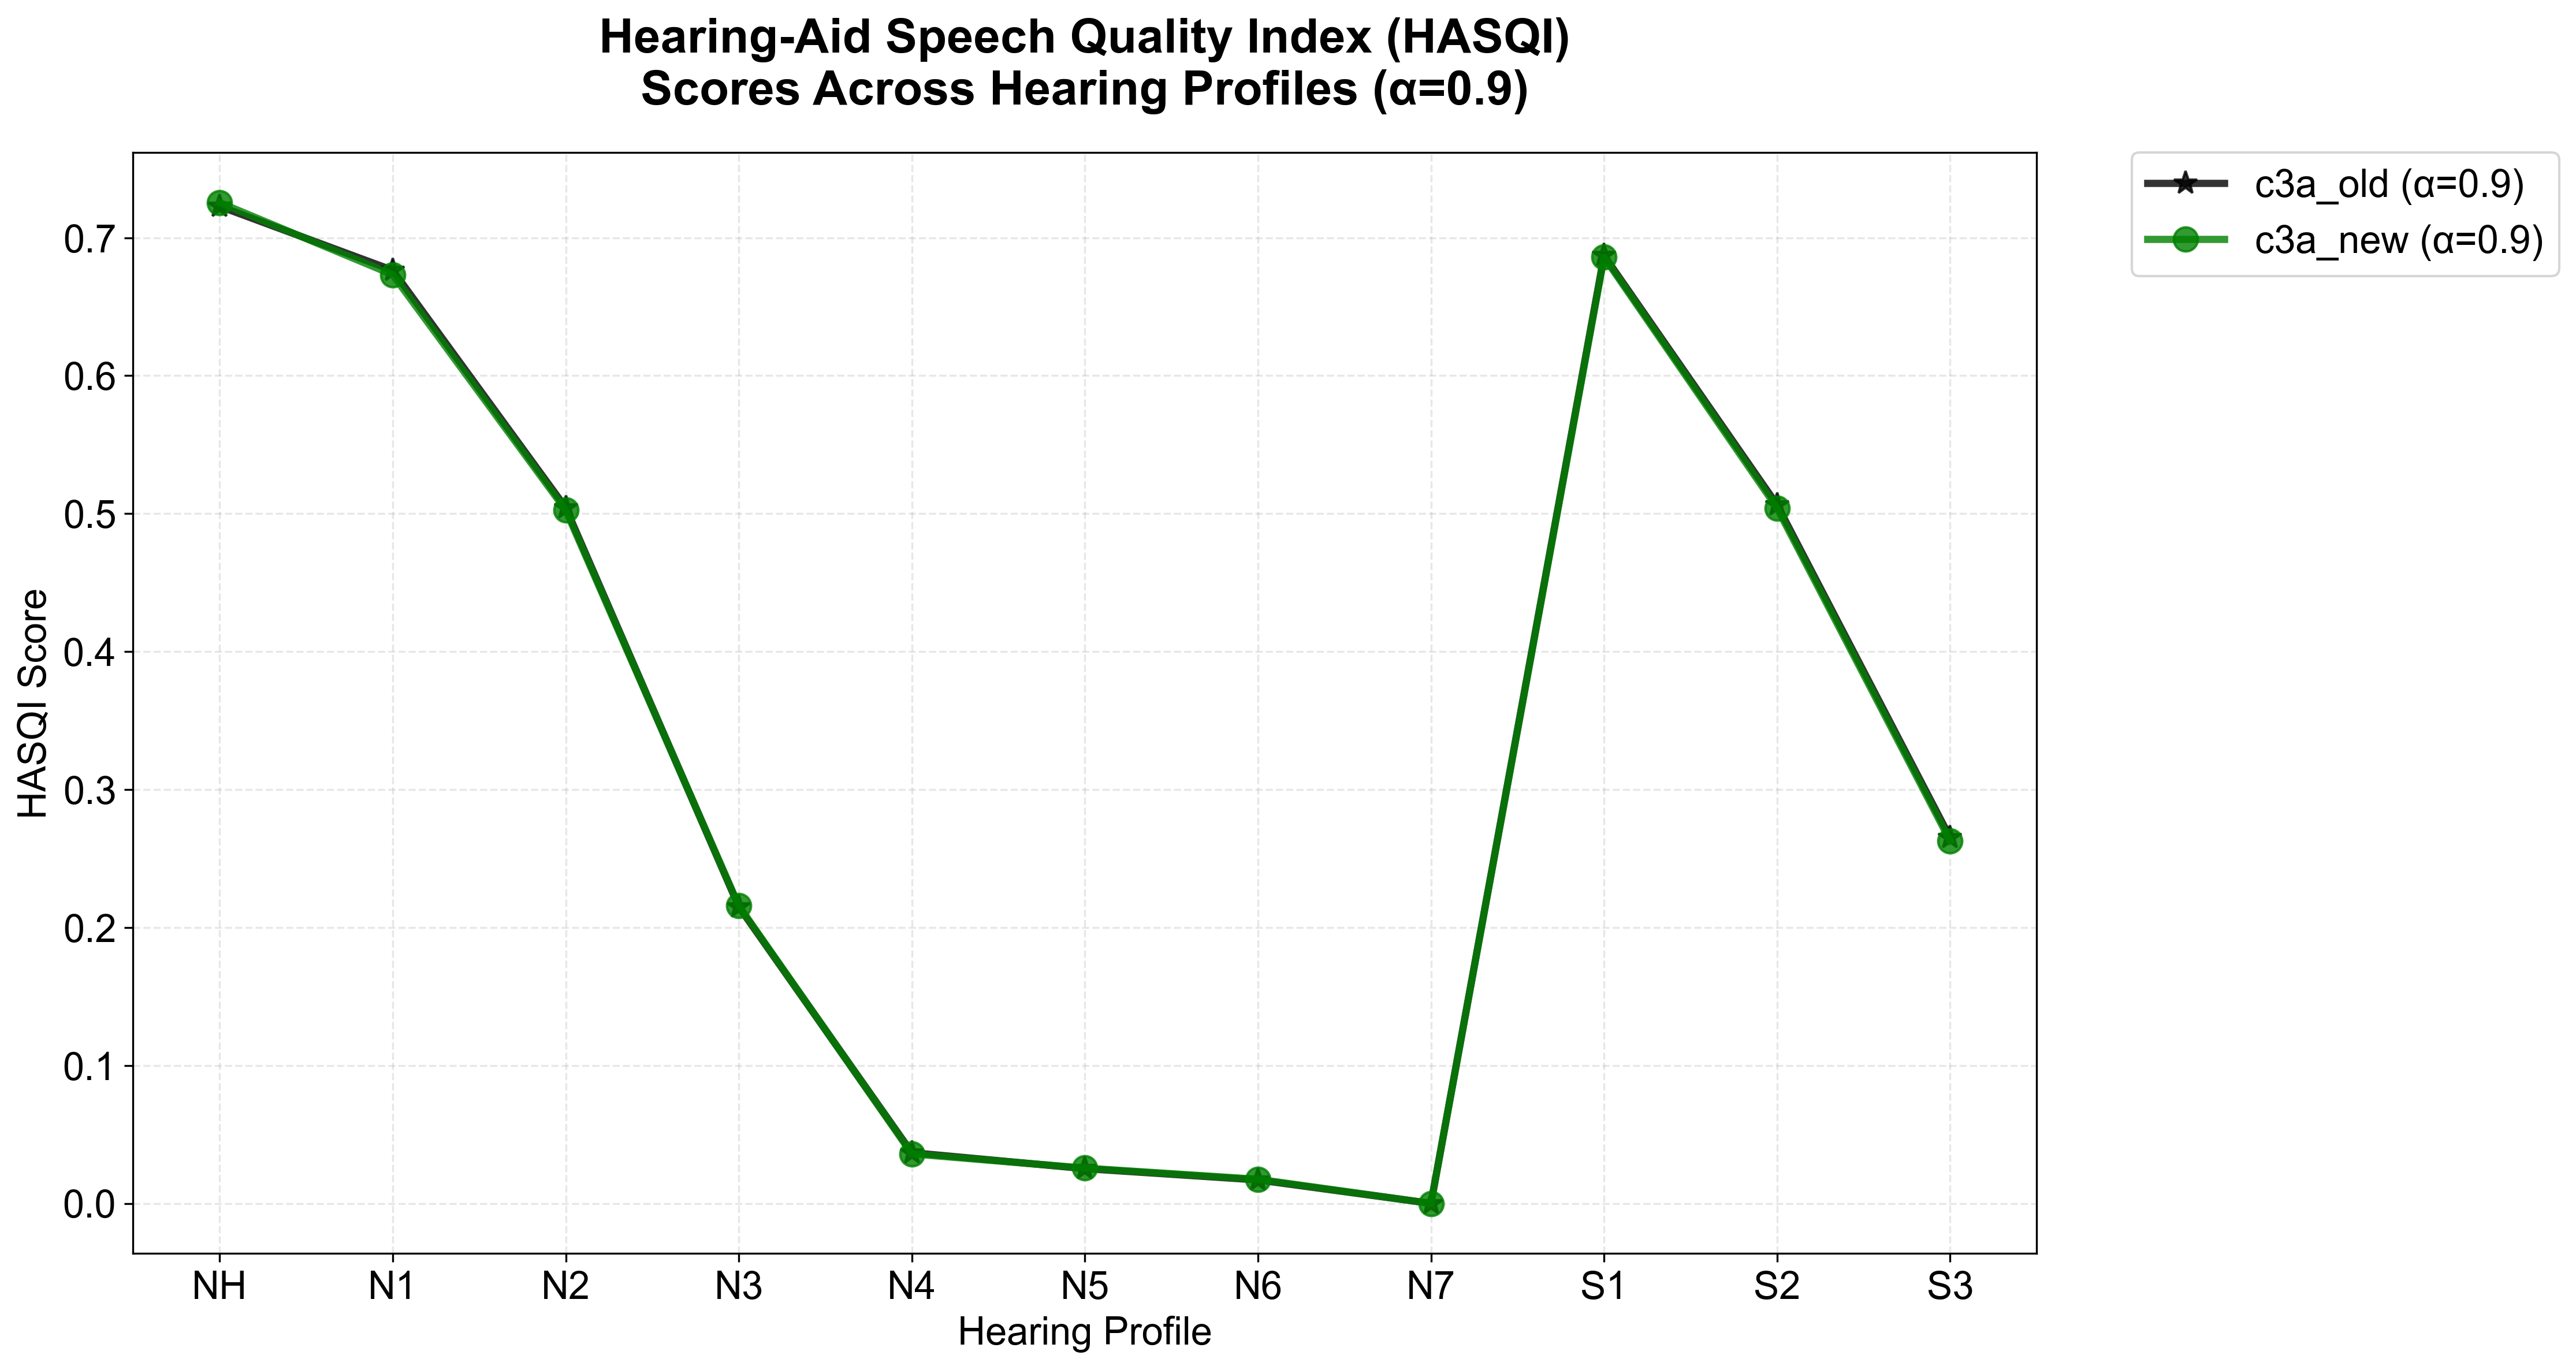 Hearing-Aid Speech Quality Index (HASQI)
Scores Across Hearing Profiles (α=0.9)
c3a_old (α=0.9)
c3a_new (α=0.9)
HASQI Score
0.7
0.6
0.5
0.4
0.3
0.2
0.1
0.0
NH N1 N2 N3 N4 N5 N6 N7 S1 S2 S3
Hearing Profile